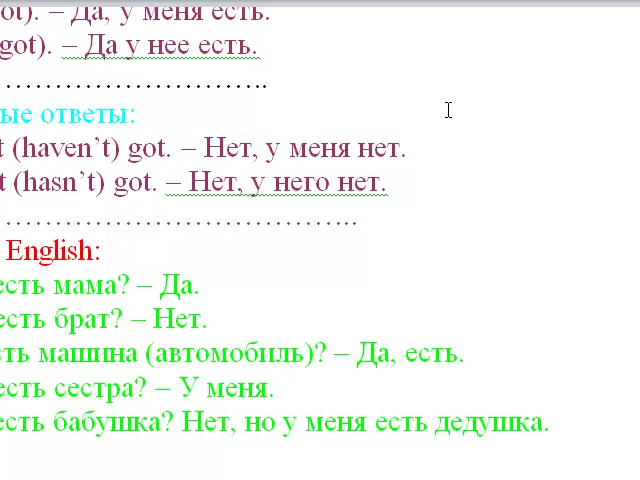 ot). – Да, у меня есть.
got). – Да у нее есть.
………………………..
ые ответы:
t (haven’t) got. – Нет, у меня нет.
t (hasn’t) got. – Нет, у него нет.
………………………………..
English:
есть мама? – Да.
есть брат? – Нет.
сть машина (автомобиль)? – Да, есть.
есть сестра? – У меня.
есть бабушка? Нет, но у меня есть дедушка.